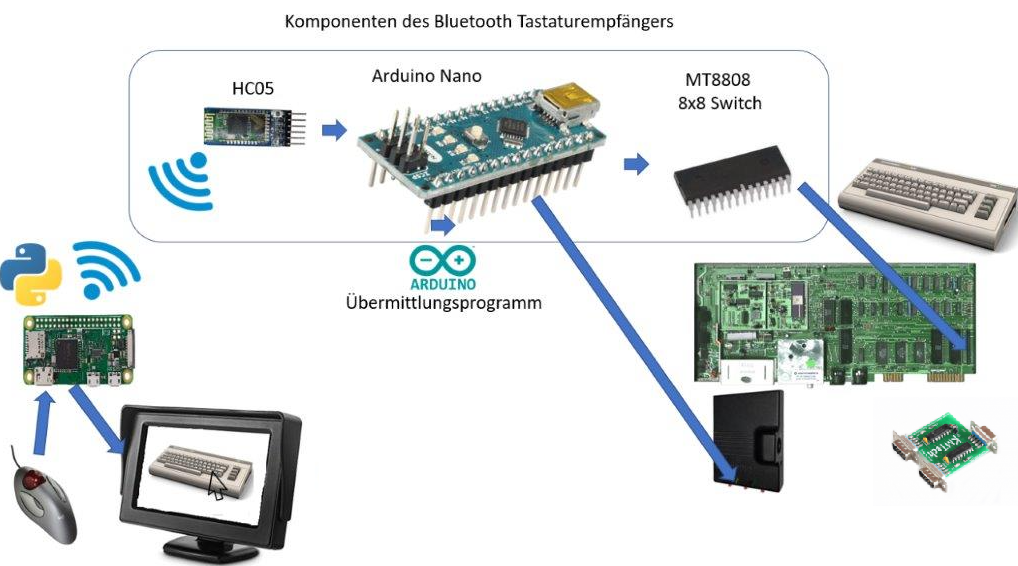 Komponenten des Bluetooth Tastaturempfängers
HC05
Arduino Nano
MT8808
8x8 Switch
ARDUINO
Übermittlungsprogramm